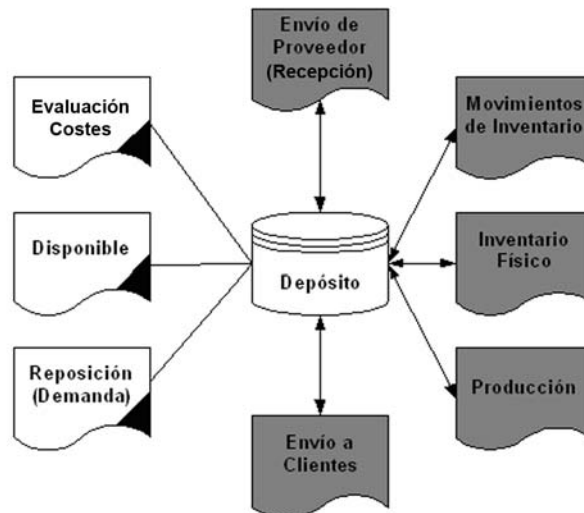 Envío de
Proveedor
(Recepción)
Evaluación
Costes
Movimientos
de Inventario
Disponible
Depósito
Inventario
Físico
Reposición
(Demanda)
Producción
Envío a
Clientes